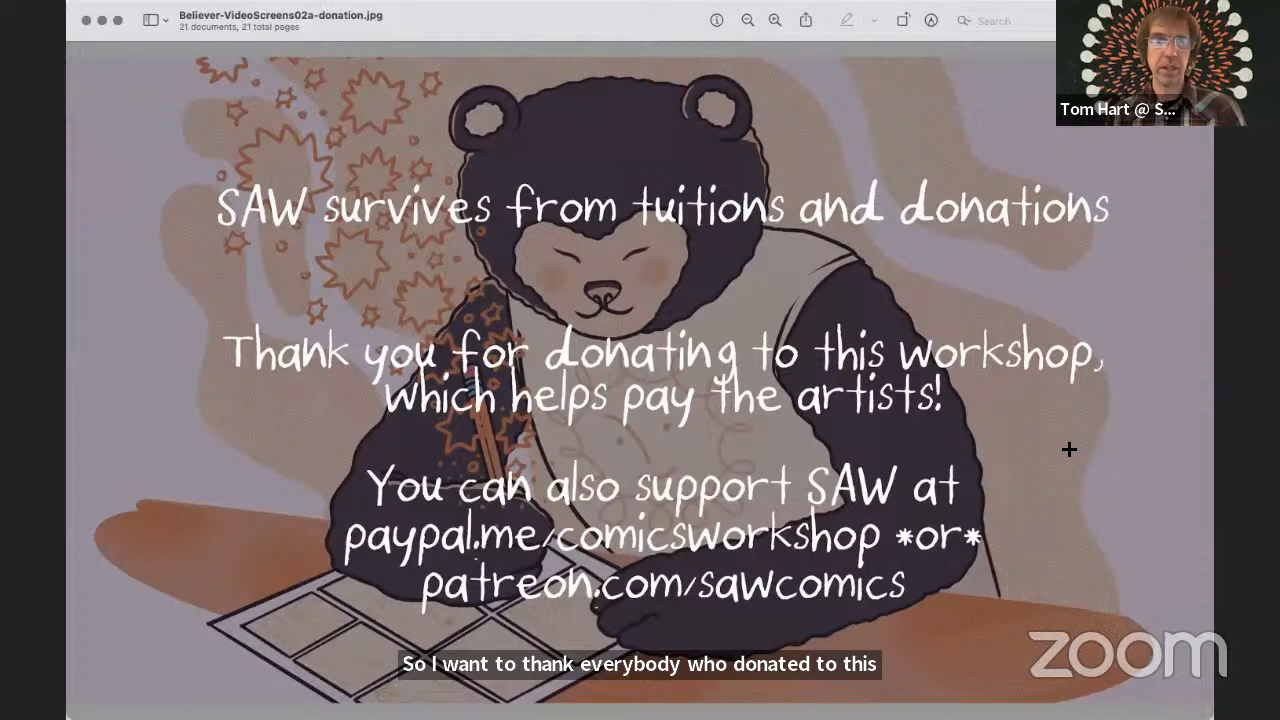 Believer-VideoScreens02a-donation.jpg
21 documents, 21 total pages
Search
Tom Hart @ S...
SAW survives from tuitions and donations
Thank you for donating to this workshop,
which helps pay the artists!
You can also support SAW at
paypal.me/comicsworkshop *or*
patreon.com/sawcomics
So I want to thank everybody who donated to this
zoom